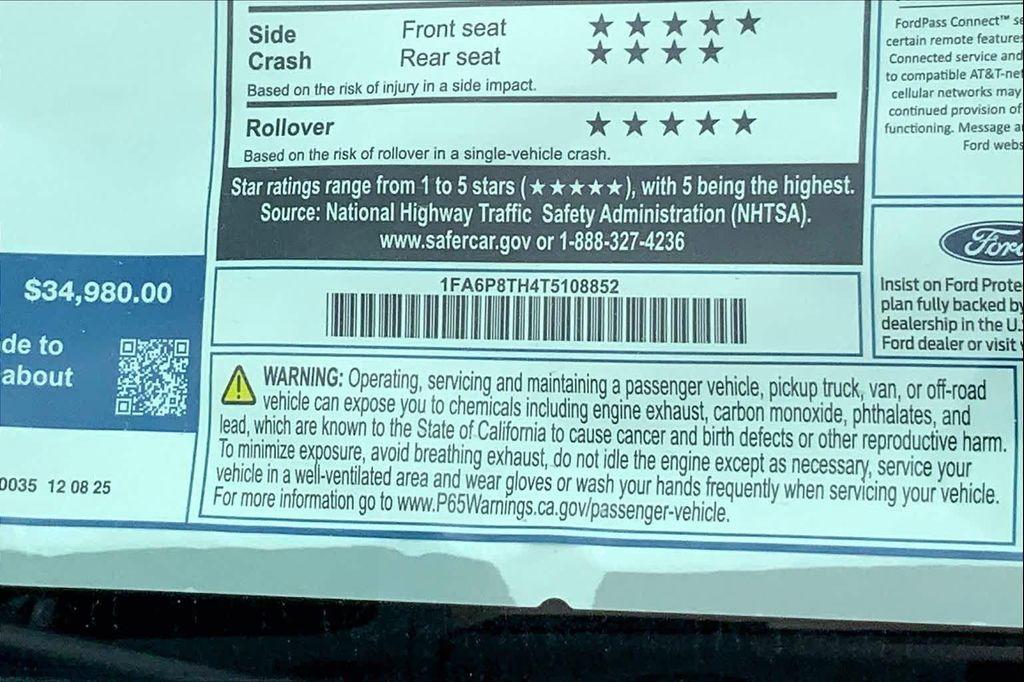 Side
Crash
Front seat ★★★★★
Rear seat ★★★★
Based on the risk of injury in a side impact.
Rollover ★★★★★
Based on the risk of rollover in a single-vehicle crash.
Star ratings range from 1 to 5 stars (★★★★★), with 5 being the highest.
Source: National Highway Traffic Safety Administration (NHTSA).
www.safercar.gov or 1-888-327-4236
1FA6P8TH4T5108852
WARNING: Operating, servicing and maintaining a passenger vehicle, pickup truck, van, or off-road
vehicle can expose you to chemicals including engine exhaust, carbon monoxide, phthalates, and
lead, which are known to the State of California to cause cancer and birth defects or other reproductive harm.
To minimize exposure, avoid breathing exhaust, do not idle the engine except as necessary, service your
vehicle in a well-ventilated area and wear gloves or wash your hands frequently when servicing your vehicle.
For more information go to www.P65Warnings.ca.gov/passenger-vehicle.
$34,980.00
de to
about
0035 12 08 25
FordPass Connect™ se
certain remote feature
Connected service and
to compatible AT&T-net
cellular networks may
continued provision of
functioning. Message a
Ford webs
Ford
Insist on Ford Prote
plan fully backed by
dealership in the U.
Ford dealer or visit